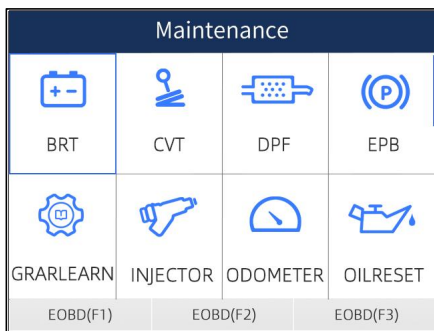 Maintenance
BRT CVT DPF EPB
GRARLEARN INJECTOR ODOMETER OILRESET
EOBD(F1) EOBD(F2) EOBD(F3)